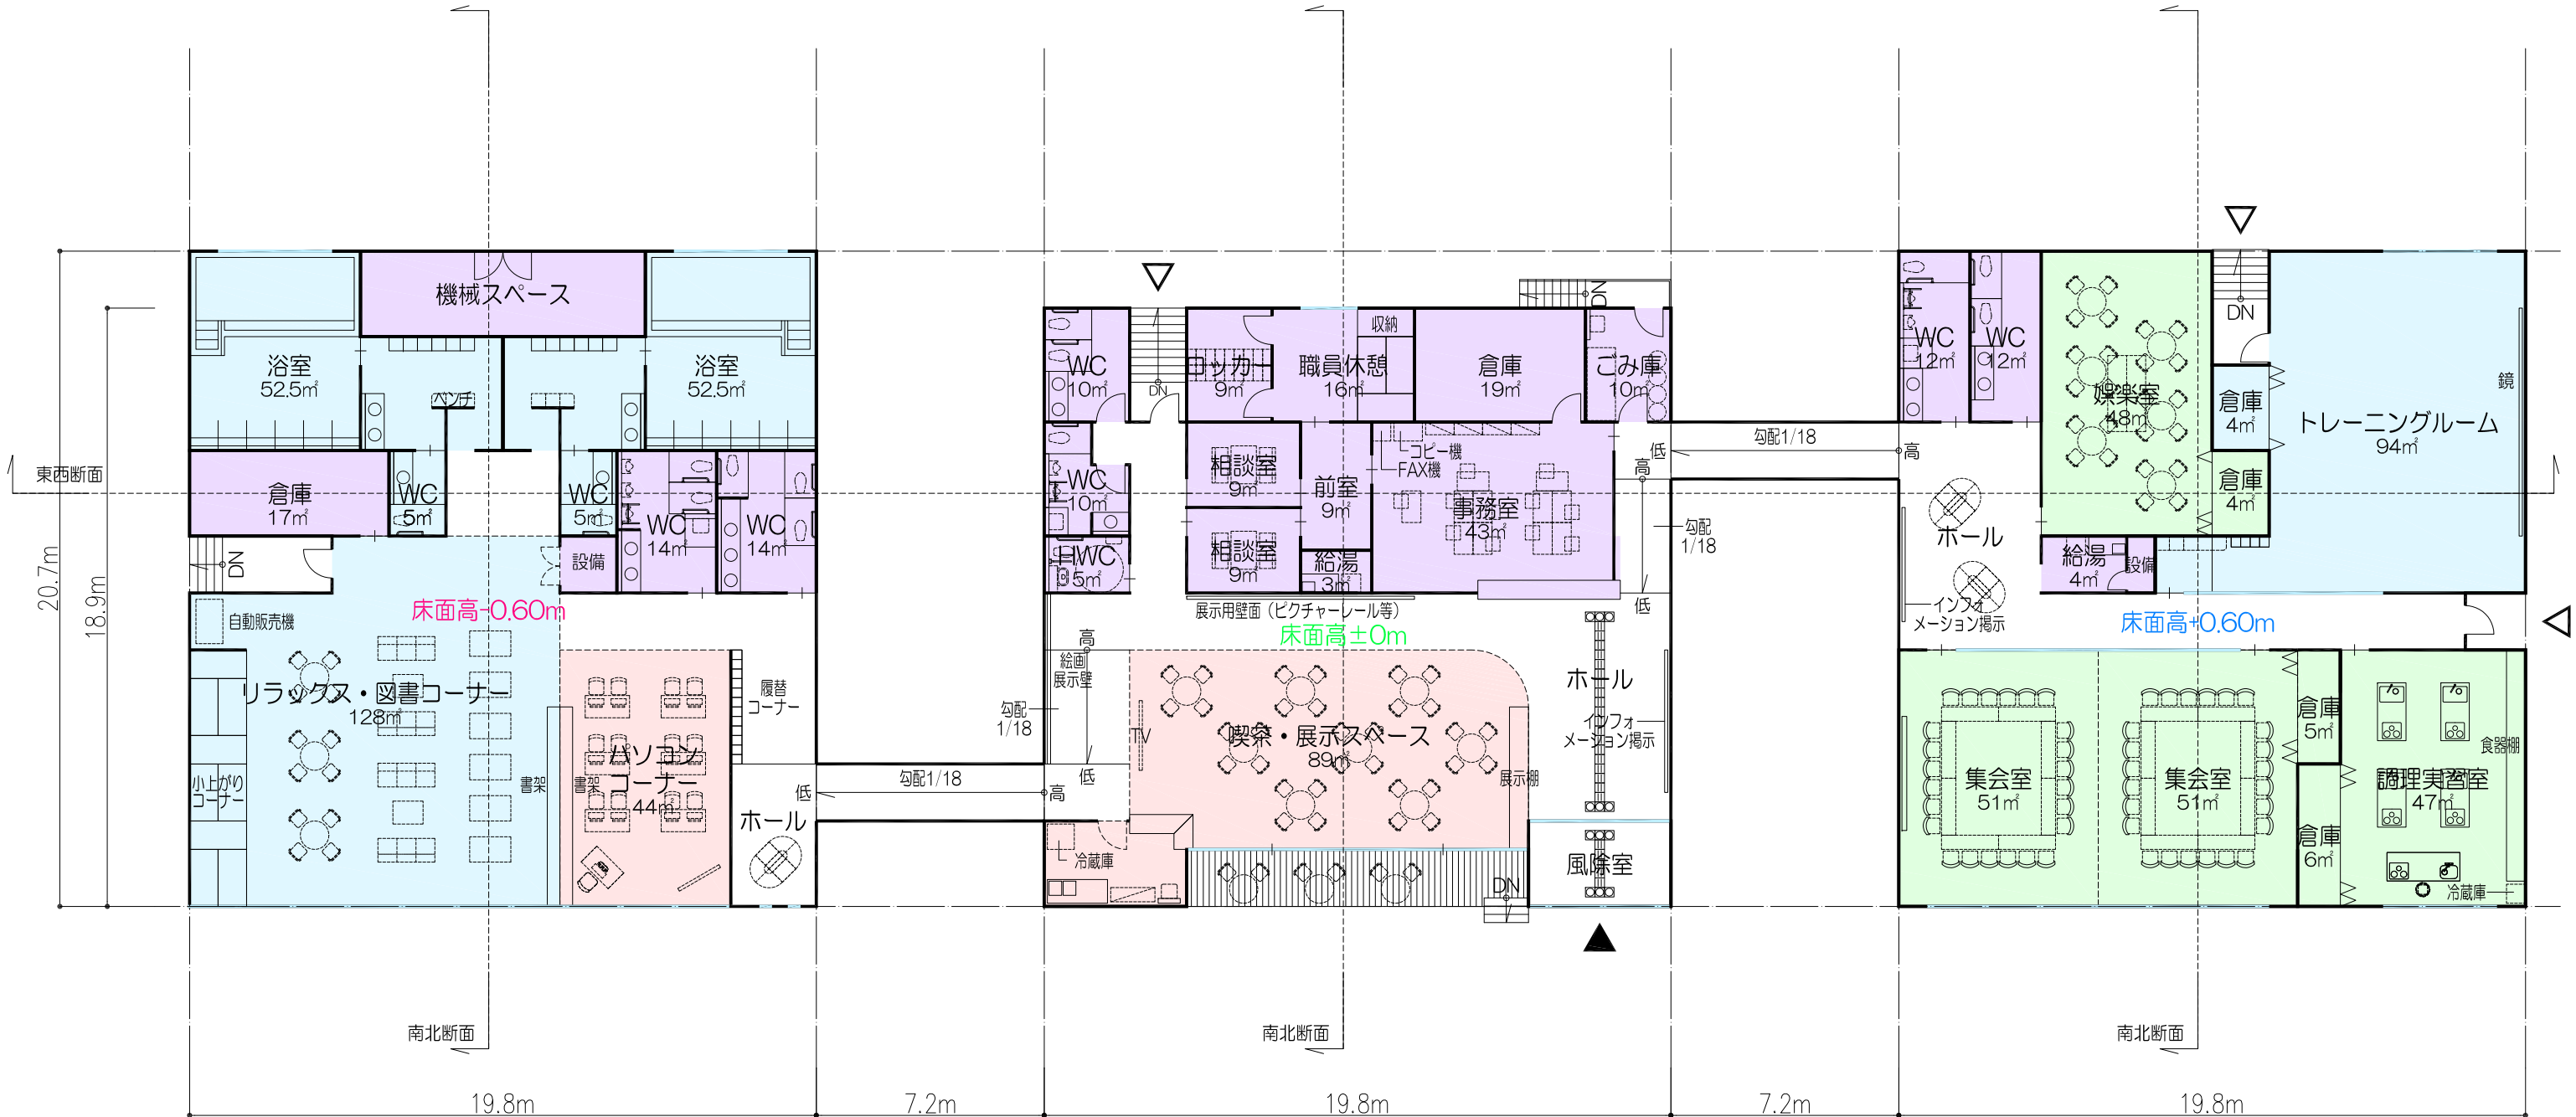 東西断面
20.7m
18.9m
機械スペース
浴室
52.5㎡
ベンチ
浴室
52.5㎡
倉庫
17㎡
WC
5㎡
WC
5㎡
WC
14㎡
WC
14㎡
設備
DN
自動販売機
床面高-0.60m
リラックス・図書コーナー
128㎡
小上がり
コーナー
書架
書架
パソコン
コーナー
44㎡
履替
コーナー
ホール
低
勾配1/18
高
南北断面
WC
10㎡
DN
ロッカー
9㎡
職員休憩
16㎡
収納
倉庫
19㎡
DN
ごみ庫
10㎡
WC
10㎡
相談室
9㎡
相談室
9㎡
前室
9㎡
コピー機
FAX機
事務室
43㎡
給湯
3㎡
HWC
5㎡
高
勾配
1/18
低
低
勾配1/18
高
展示用壁面（ピクチャーレール等）
床面高±0m
高
絵画
展示壁
勾配
1/18
低
TV
喫茶・展示スペース
89㎡
展示棚
ホール
インフォ
メーション掲示
冷蔵庫
風除室
DN
南北断面
WC
12㎡
WC
12㎡
娯楽室
48㎡
DN
倉庫
4㎡
倉庫
4㎡
トレーニングルーム
94㎡
鏡
ホール
給湯
4㎡
設備
インフォ
メーション掲示
床面高+0.60m
集会室
51㎡
集会室
51㎡
倉庫
5㎡
倉庫
6㎡
調理実習室
47㎡
食器棚
冷蔵庫
南北断面
19.8m
7.2m
19.8m
7.2m
19.8m